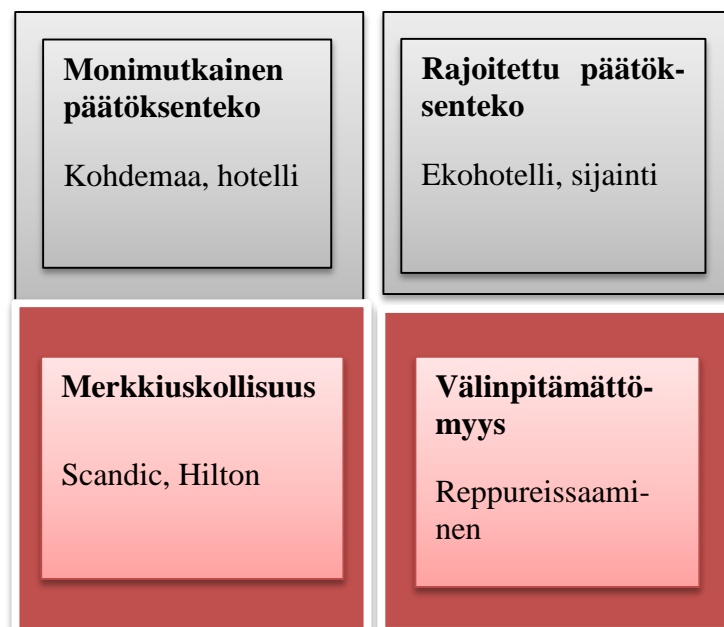 Monimutkainen
päätöksenteko
Kohdemaa, hotelli
Rajoitettu päätök-
senteko
Ekohotelli, sijainti
Merkkiuskollisuus
Scandic, Hilton
Välinpitämättö-
myys
Reppureissaami-
nen